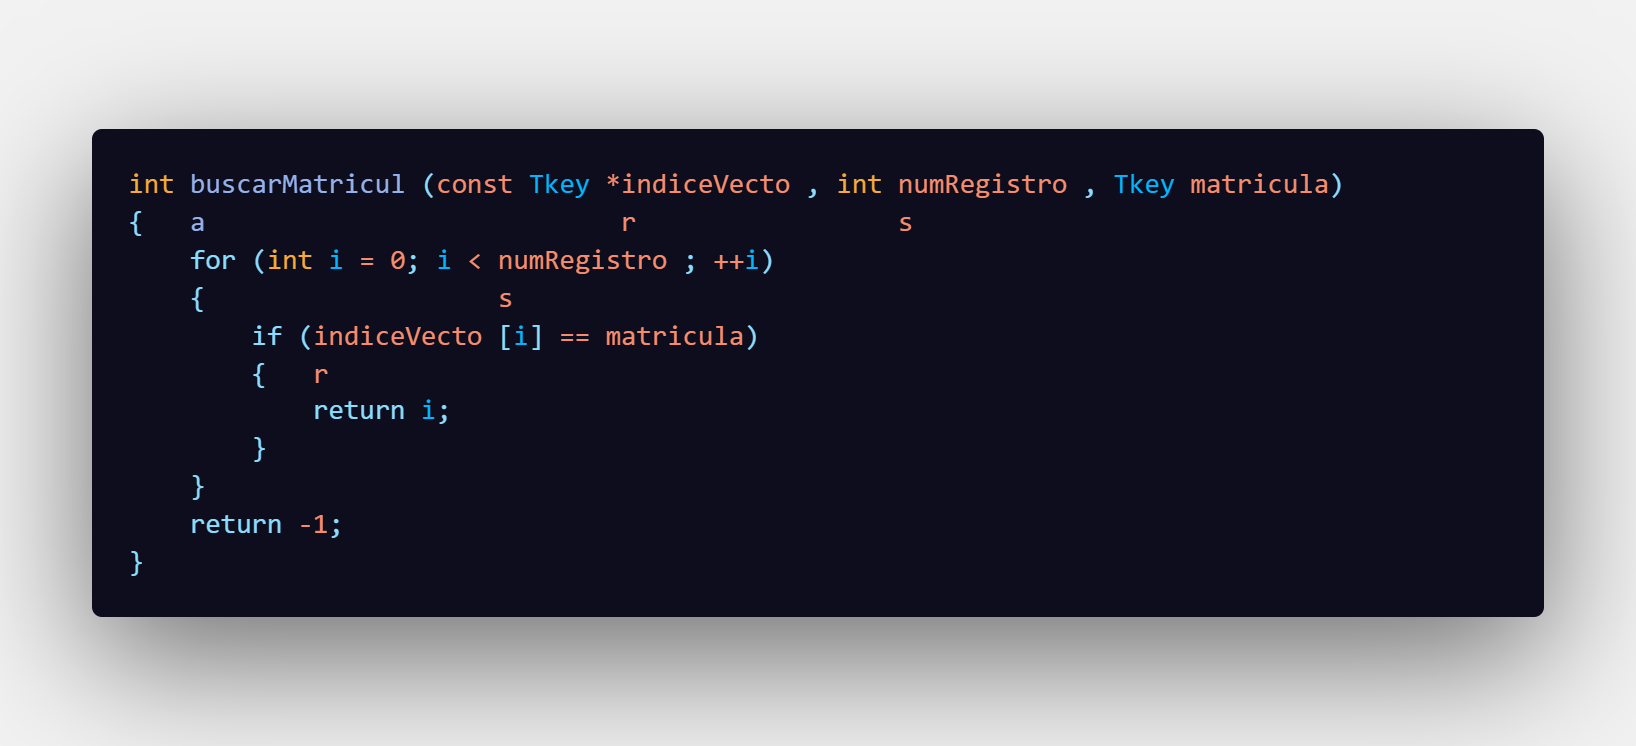 int buscarMatricul (const Tkey *indiceVecto , int numRegistro , Tkey matricula)
{   a                           r                 s
    for (int i = 0; i < numRegistro ; ++i)
    {                   s
        if (indiceVecto [i] == matricula)
        {   r
            return i;
        }
    }
    return -1;
}